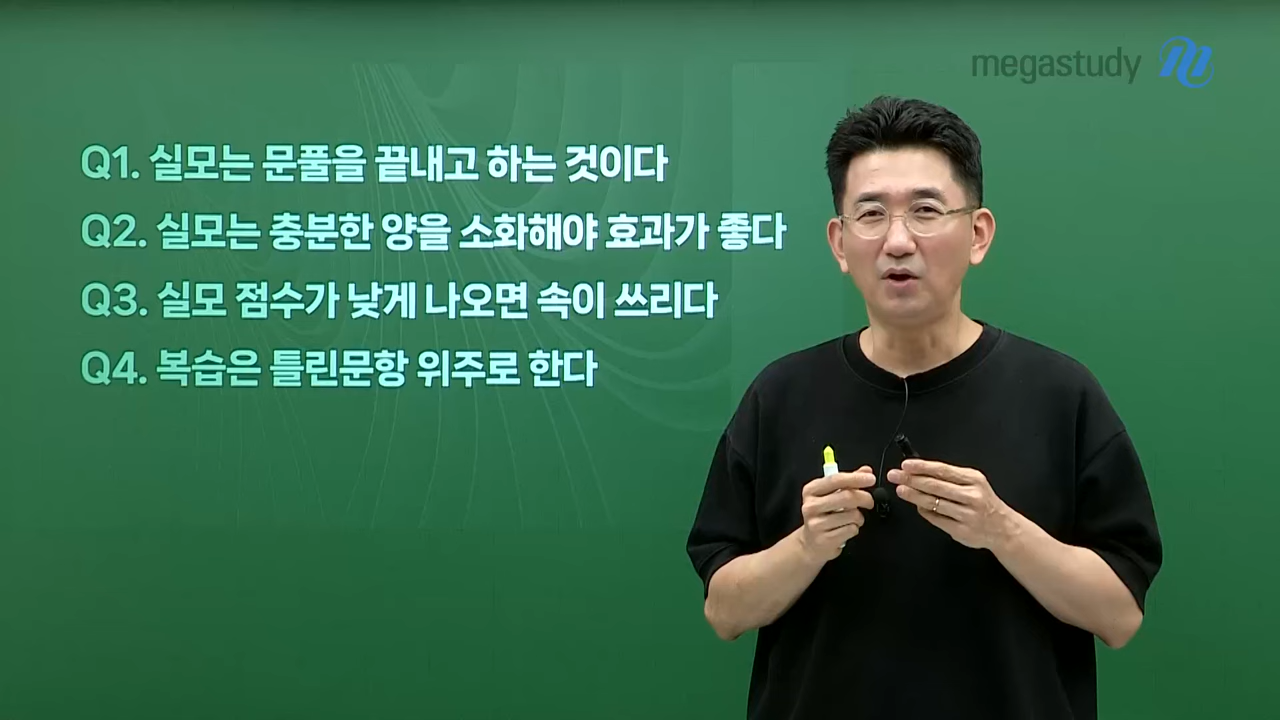 megastudy
Q1. 실모는 문풀을 끝내고 하는 것이다
Q2. 실모는 충분한 양을 소화해야 효과가 좋다
Q3. 실모 점수가 낮게 나오면 속이 쓰리다
Q4. 복습은 틀린문항 위주로 한다